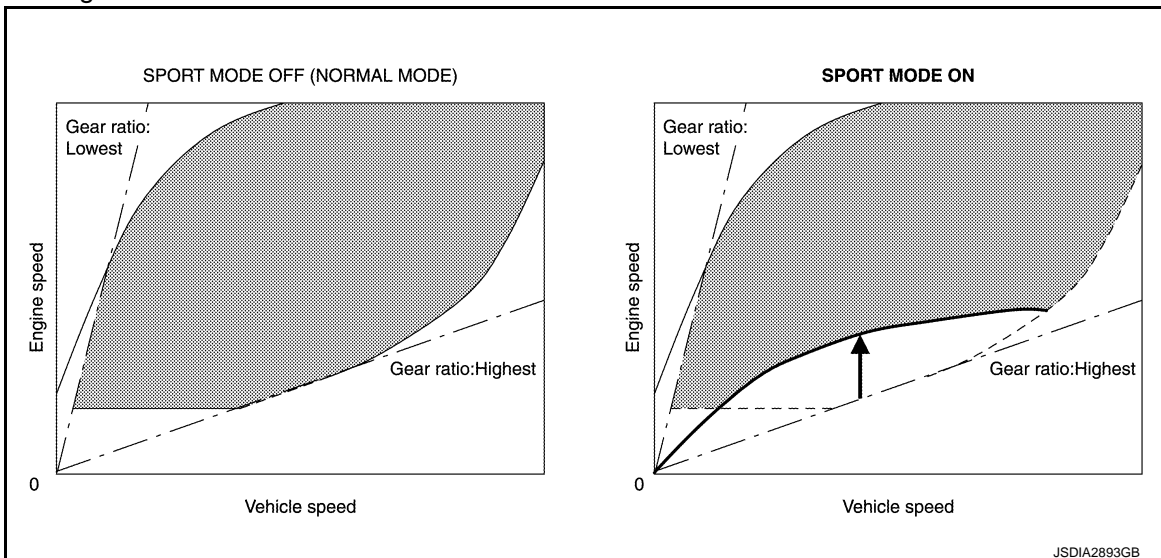 SPORT MODE OFF (NORMAL MODE)
Gear ratio:
Lowest
Engine speed
Gear ratio:Highest
0
Vehicle speed
SPORT MODE ON
Gear ratio:
Lowest
Engine speed
Gear ratio:Highest
0
Vehicle speed
JSDIA2893GB